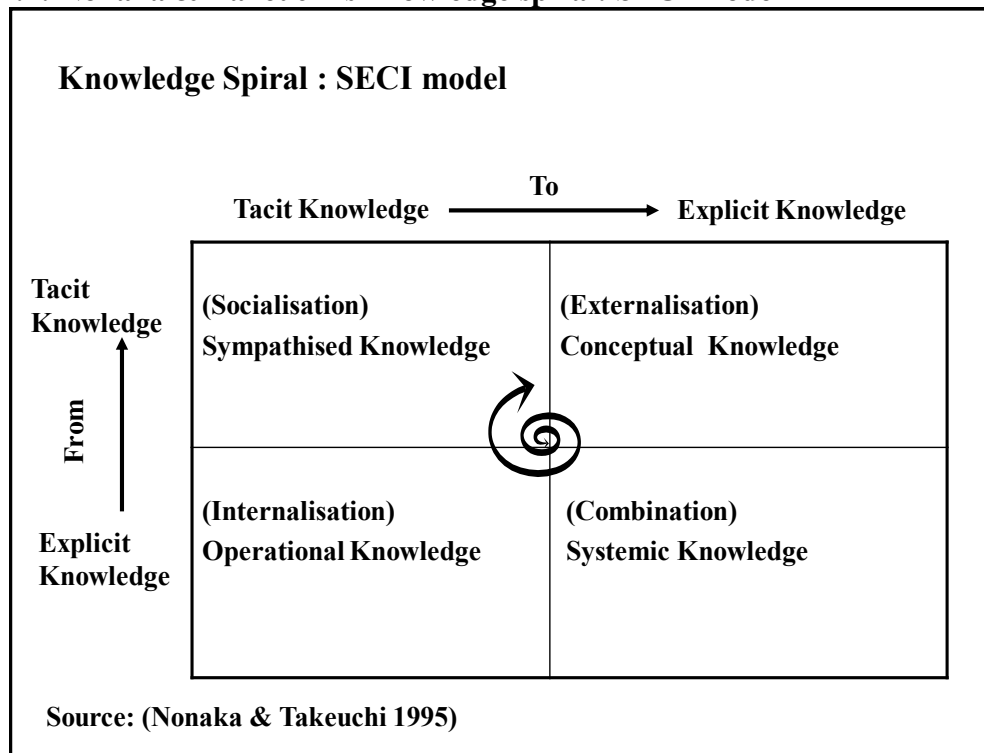 Knowledge Spiral : SECI model
To
Tacit Knowledge Explicit Knowledge
Tacit
Knowledge
(Socialisation) (Externalisation)
Sympathised Knowledge Conceptual Knowledge
From
(Internalisation) (Combination)
Operational Knowledge Systemic Knowledge
Explicit
Knowledge
Source: (Nonaka & Takeuchi 1995)